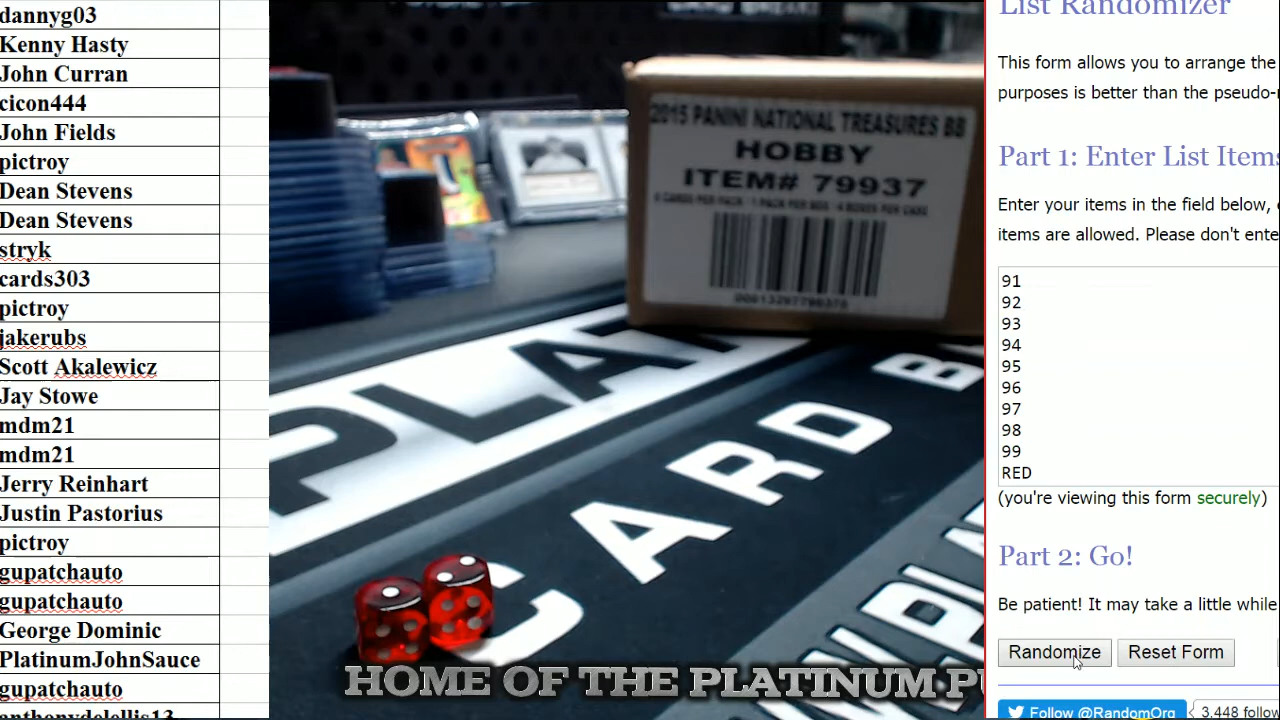 dannyg03
Kenny Hasty
John Curran
cicon444
John Fields
pictroy
Dean Stevens
Dean Stevens
stryk
cards303
pictroy
jakerubs
Scott Akalewicz
Jay Stowe
mdm21
mdm21
Jerry Reinhart
Justin Pastorius
pictroy
gupatchauto
gupatchauto
George Dominic
PlatinumJohnSauce
gupatchauto
anthonydelellis13
2015 PANINI NATIONAL TREASURES BB
HOBBY
ITEM# 79937
PLA
CARD B
HOME OF THE PLATINUM P
List Randomizer
This form allows you to arrange the
purposes is better than the pseudo-
Part 1: Enter List Items
Enter your items in the field below,
items are allowed. Please don't ente
91
92
93
94
95
96
97
98
99
RED
(you're viewing this form securely)
Part 2: Go!
Be patient! It may take a little while
Randomize Reset Form
Follow @RandomOrg 3,448 follow